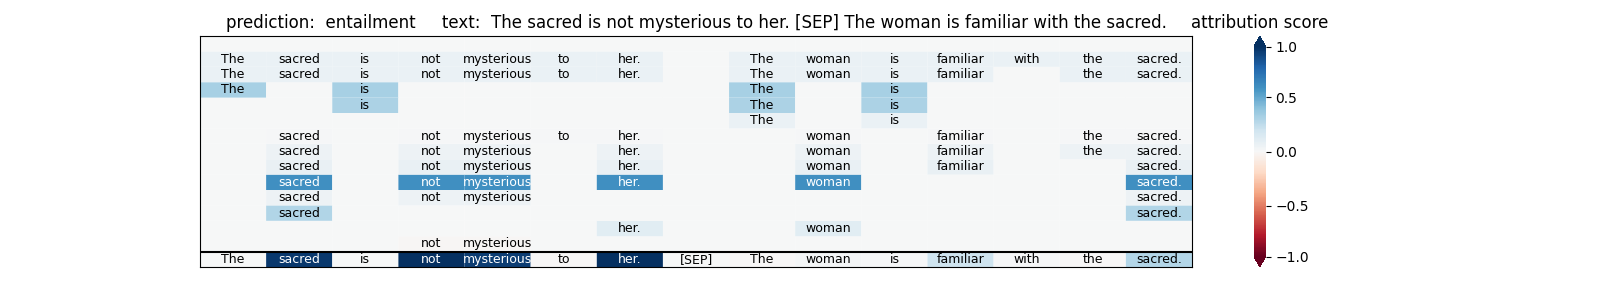 prediction:  entailment     text:  The sacred is not mysterious to her. [SEP] The woman is familiar with the sacred.     attribution score
The sacred is not mysterious to her. The woman is familiar with the sacred.
The sacred is not mysterious to her. The woman is familiar the sacred.
The is The is
is The is
The is
sacred not mysterious to her. woman familiar the sacred.
sacred not mysterious her. woman familiar the sacred.
sacred not mysterious her. woman familiar sacred.
sacred not mysterious her. woman sacred.
sacred not mysterious sacred.
sacred sacred.
her. woman
not mysterious
The sacred is not mysterious to her. [SEP] The woman is familiar with the sacred.
1.0
0.5
0.0
−0.5
−1.0